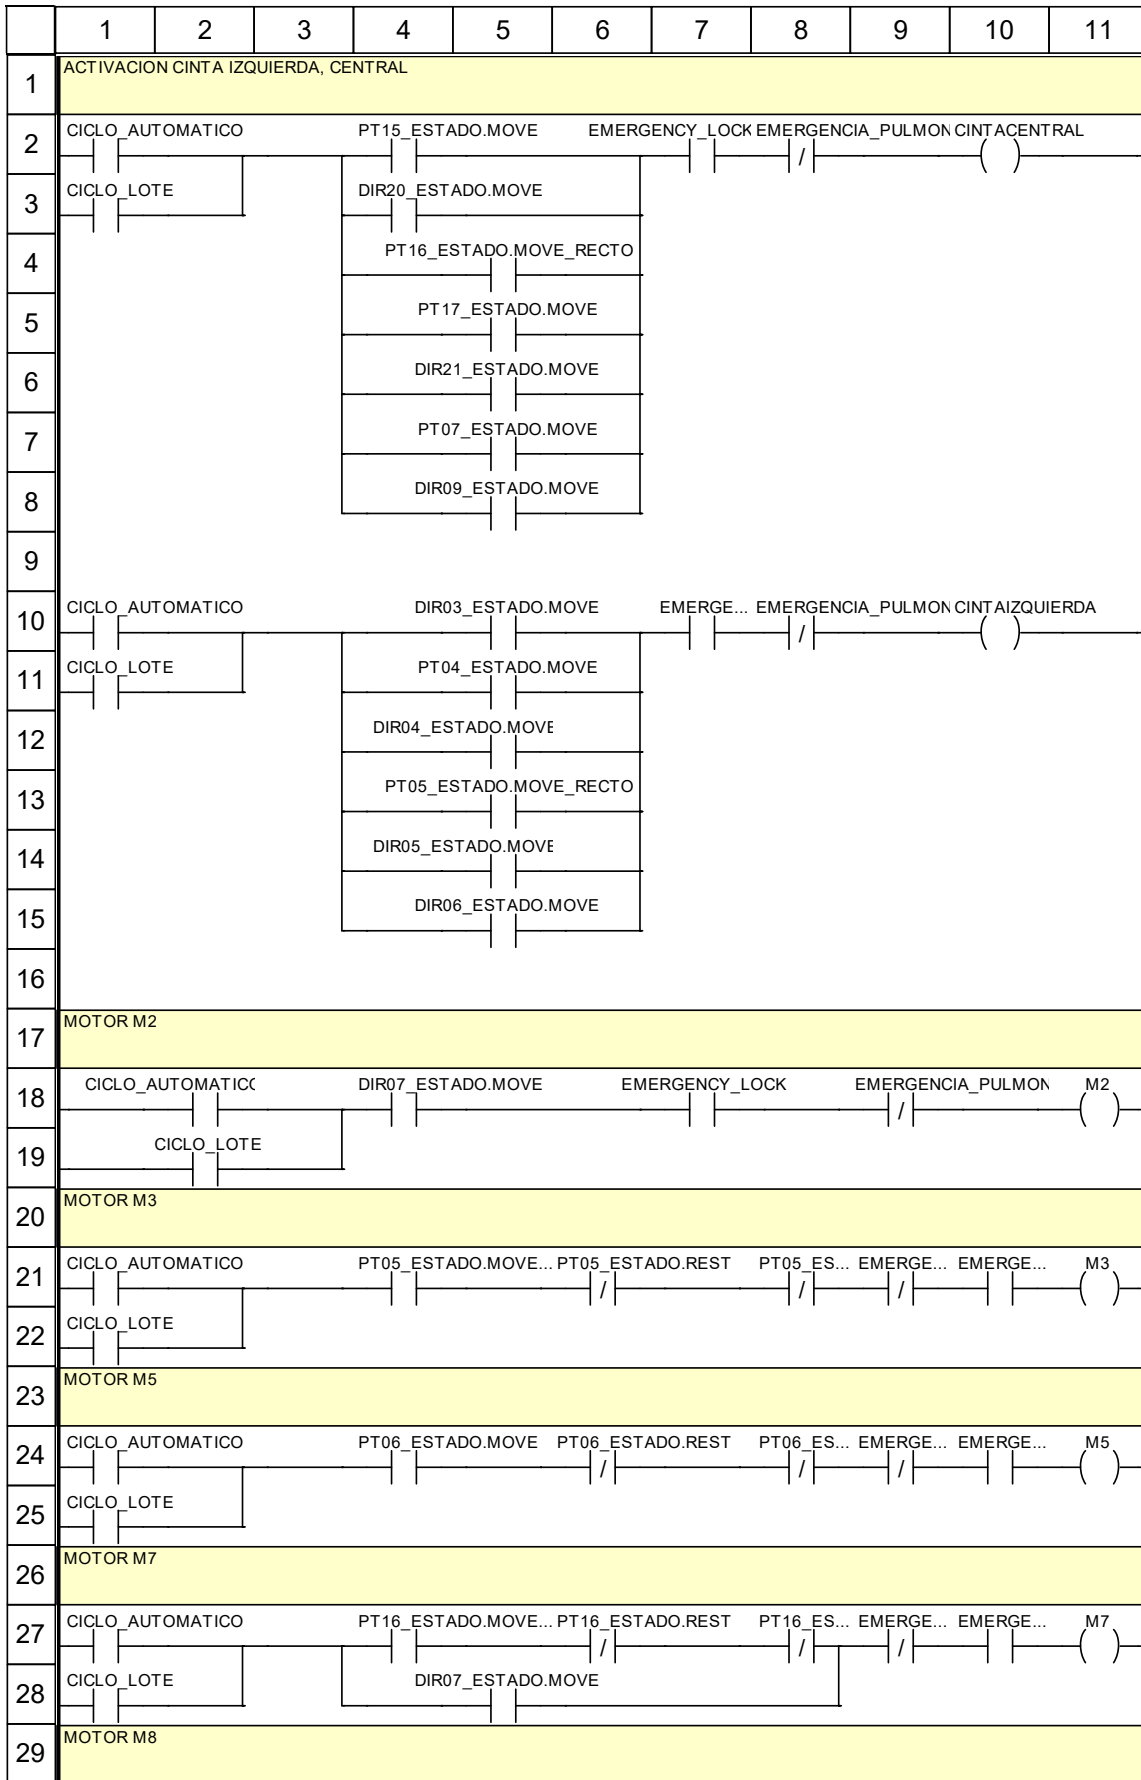 1 2 3 4 5 6 7 8 9 10 11
1 ACTIVACION CINTA IZQUIERDA, CENTRAL
2 CICLO_AUTOMATICO PT15_ESTADO.MOVE EMERGENCY_LOCK EMERGENCIA_PULMON CINTACENTRAL
3 CICLO_LOTE DIR20_ESTADO.MOVE
4 PT16_ESTADO.MOVE_RECTO
5 PT17_ESTADO.MOVE
6 DIR21_ESTADO.MOVE
7 PT07_ESTADO.MOVE
8 DIR09_ESTADO.MOVE
9
10 CICLO_AUTOMATICO DIR03_ESTADO.MOVE EMERGE... EMERGENCIA_PULMON CINTAIZQUIERDA
11 CICLO_LOTE PT04_ESTADO.MOVE
12 DIR04_ESTADO.MOVE
13 PT05_ESTADO.MOVE_RECTO
14 DIR05_ESTADO.MOVE
15 DIR06_ESTADO.MOVE
16
17 MOTOR M2
18 CICLO_AUTOMATICO DIR07_ESTADO.MOVE EMERGENCY_LOCK EMERGENCIA_PULMON M2
19 CICLO_LOTE
20 MOTOR M3
21 CICLO_AUTOMATICO PT05_ESTADO.MOVE... PT05_ESTADO.REST PT05_ES... EMERGE... EMERGE... M3
22 CICLO_LOTE
23 MOTOR M5
24 CICLO_AUTOMATICO PT06_ESTADO.MOVE PT06_ESTADO.REST PT06_ES... EMERGE... EMERGE... M5
25 CICLO_LOTE
26 MOTOR M7
27 CICLO_AUTOMATICO PT16_ESTADO.MOVE... PT16_ESTADO.REST PT16_ES... EMERGE... EMERGE... M7
28 CICLO_LOTE DIR07_ESTADO.MOVE
29 MOTOR M8